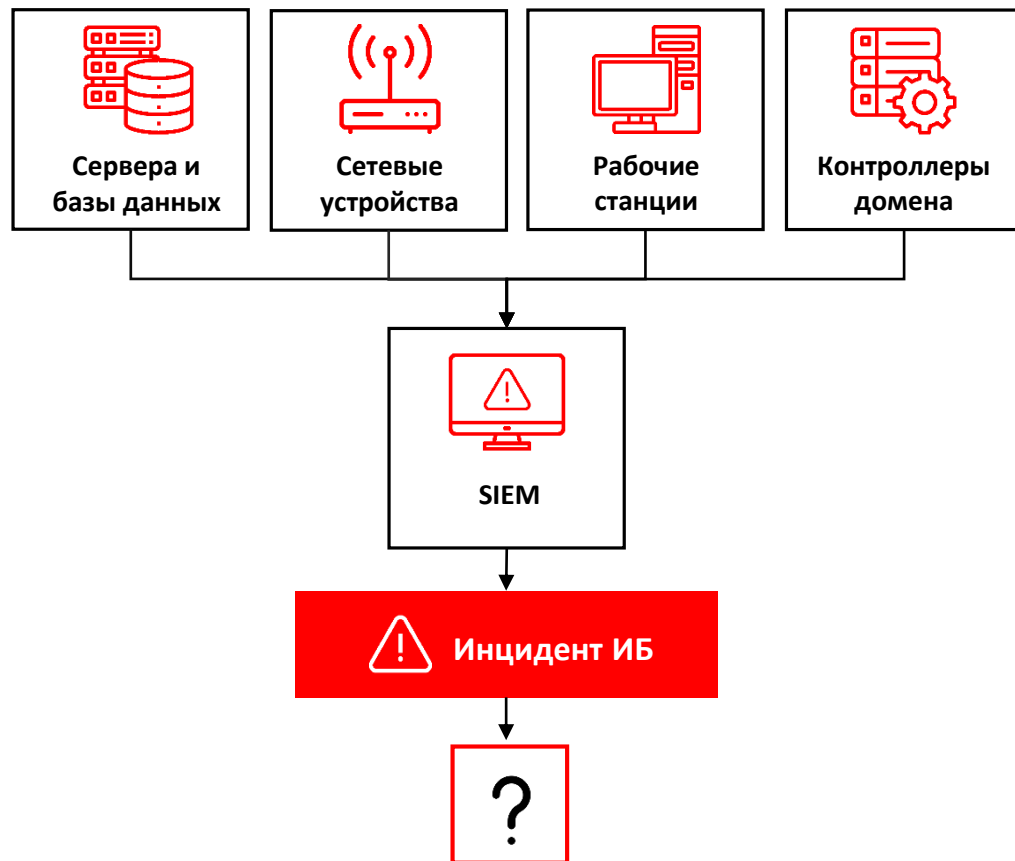 Сервера и
базы данных
Сетевые
устройства
Рабочие
станции
Контроллеры
домена
SIEM
Инцидент ИБ
?